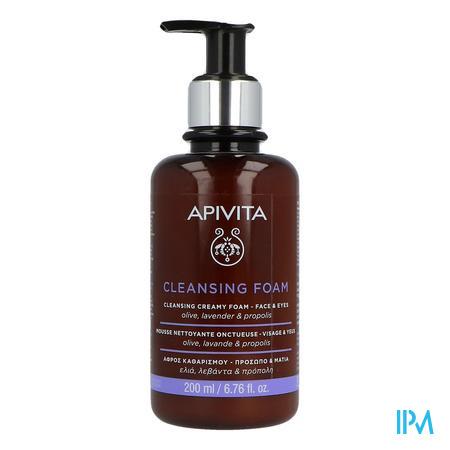 APIVITA
CLEANSING FOAM
CLEANSING CREAMY FOAM - FACE & EYES
olive, lavender & propolis
MOUSSE NETTOYANTE ONCTUEUSE - VISAGE & YEUX
olive, lavande & propolis
ΑΦΡΟΣ ΚΑΘΑΡΙΣΜΟΥ - ΠΡΟΣΩΠΟ & ΜΑΤΙΑ
ελιά, λεβάντα & πρόπολη
200 ml / 6.76 fl. oz.
IPM